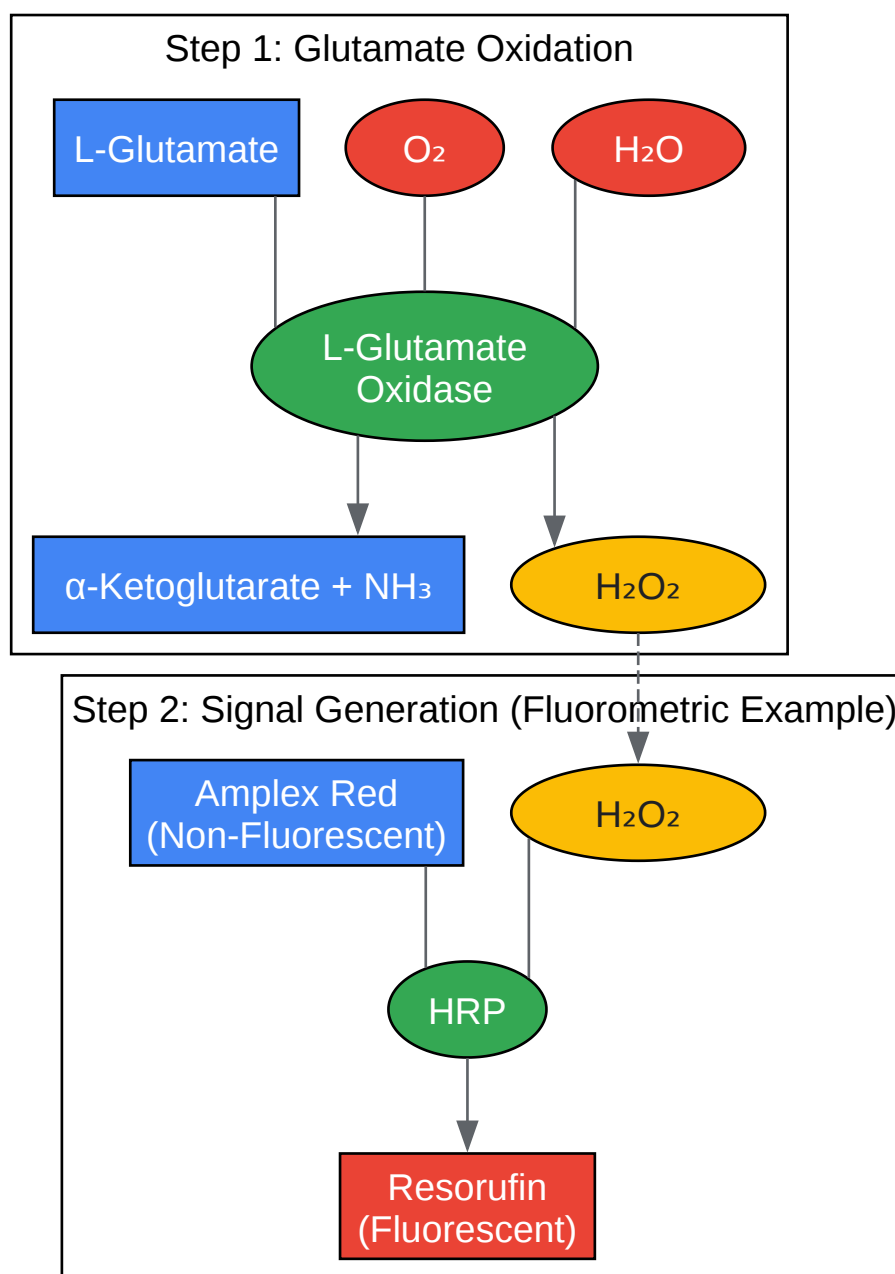 Step 1: Glutamate Oxidation
L-Glutamate
O₂
H₂O
L-Glutamate
Oxidase
α-Ketoglutarate + NH₃
H₂O₂
Step 2: Signal Generation (Fluorometric Example)
Amplex Red
(Non-Fluorescent)
H₂O₂
HRP
Resorufin
(Fluorescent)